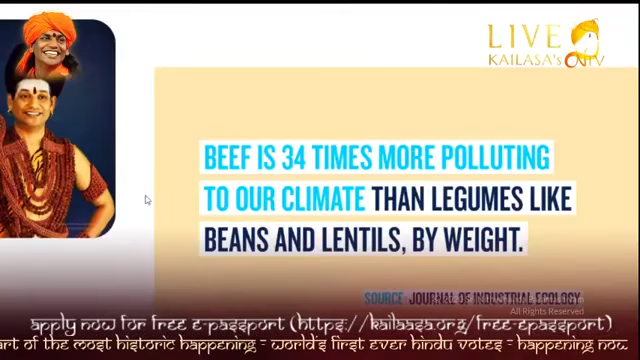 LIVE
KAILASA's ONTV
BEEF IS 34 TIMES MORE POLLUTING
TO OUR CLIMATE THAN LEGUMES LIKE
BEANS AND LENTILS, BY WEIGHT.
SOURCE JOURNAL OF INDUSTRIAL ECOLOGY
All Rights Reserved
apply now for free e-passport (https://kailaasa.org/free-epassport)
art of the most historic happening - world's first ever hindu votes - happening now